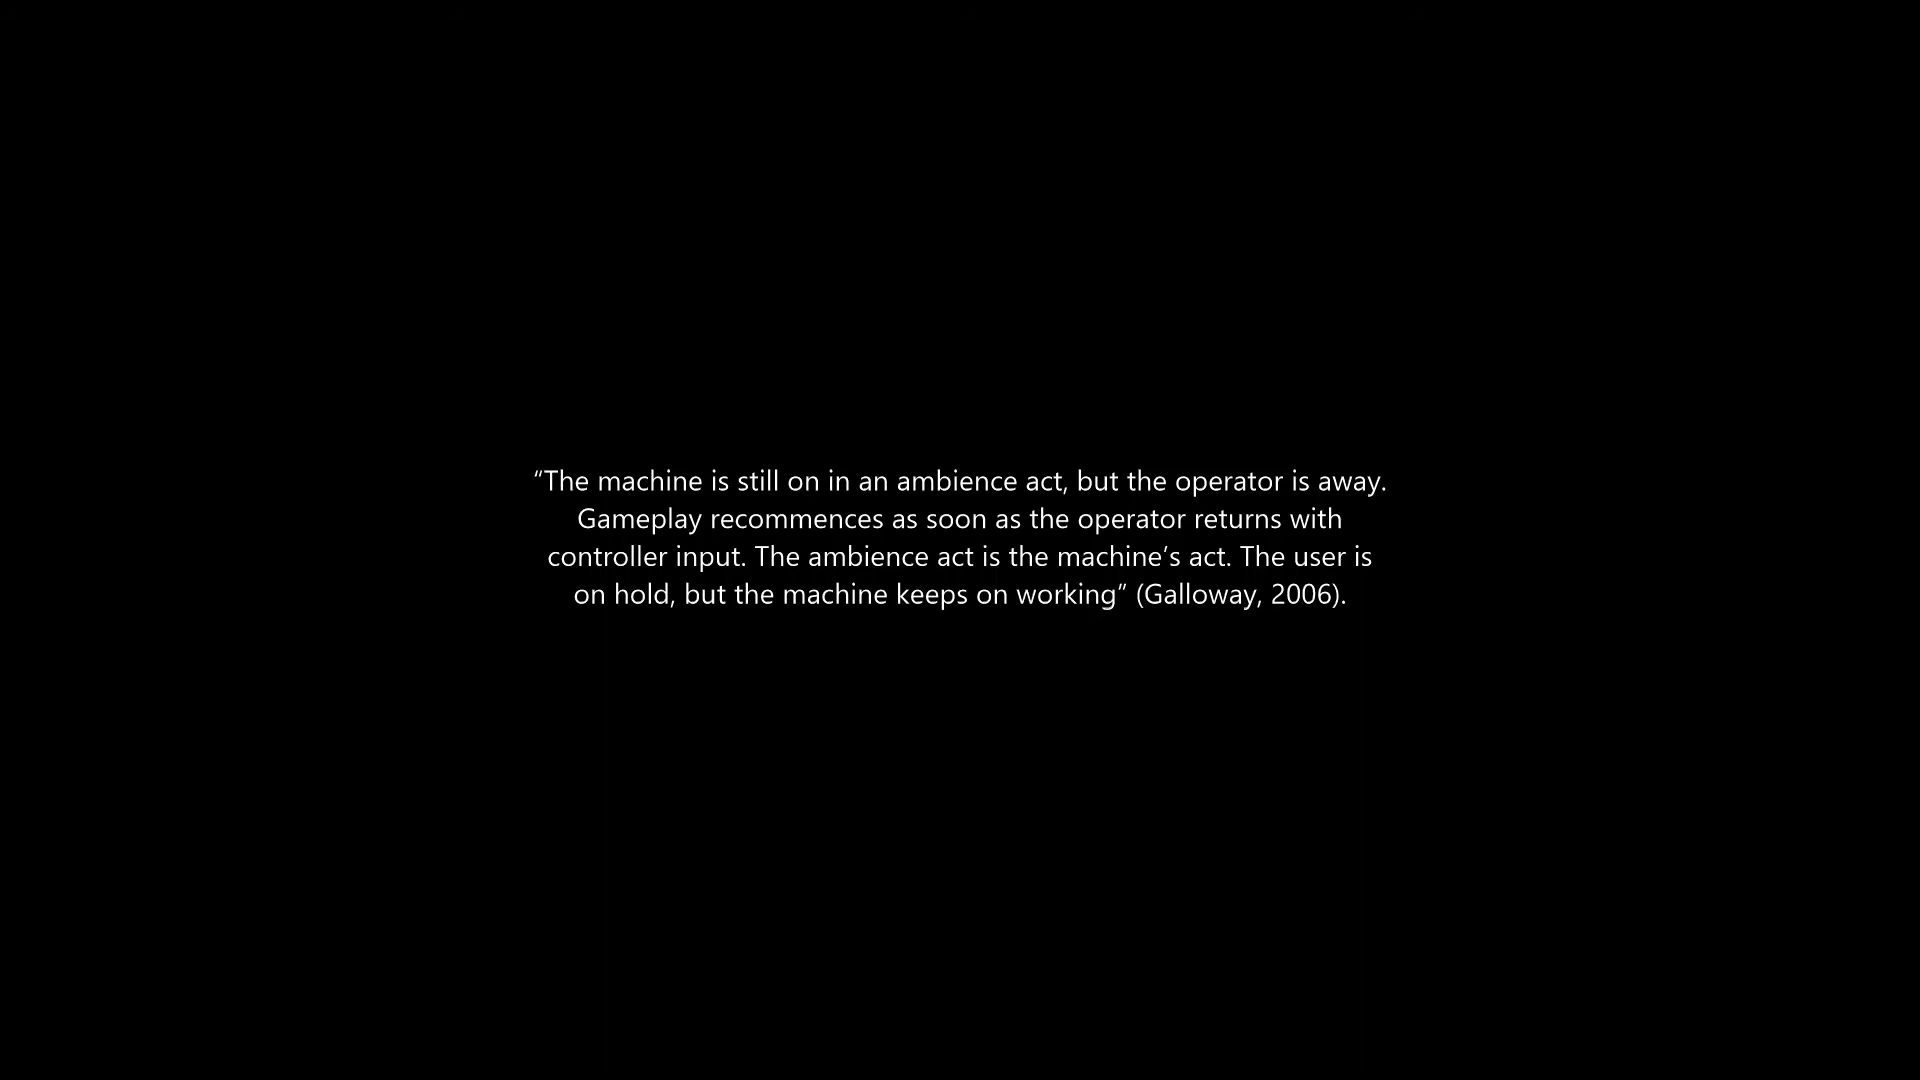 “The machine is still on in an ambience act, but the operator is away.
Gameplay recommences as soon as the operator returns with
controller input. The ambience act is the machine’s act. The user is
on hold, but the machine keeps on working” (Galloway, 2006).